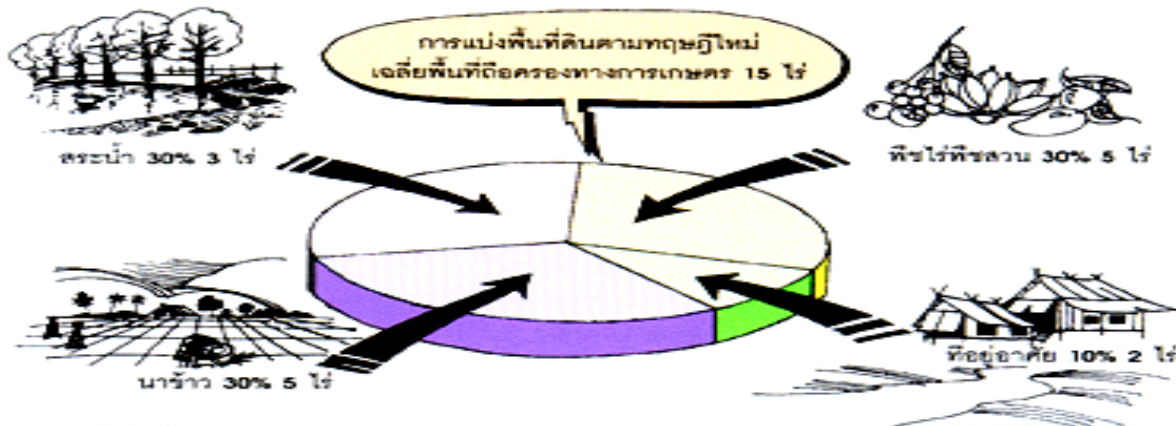 การแบ่งพื้นที่ดินตามทฤษฎีใหม่
เฉลี่ยพื้นที่ถือครองทางการเกษตร 15 ไร่
สระน้ำ 30% 3 ไร่
พืชไร่พืชสวน 30% 5 ไร่
นาข้าว 30% 5 ไร่
ที่อยู่อาศัย 10% 2 ไร่